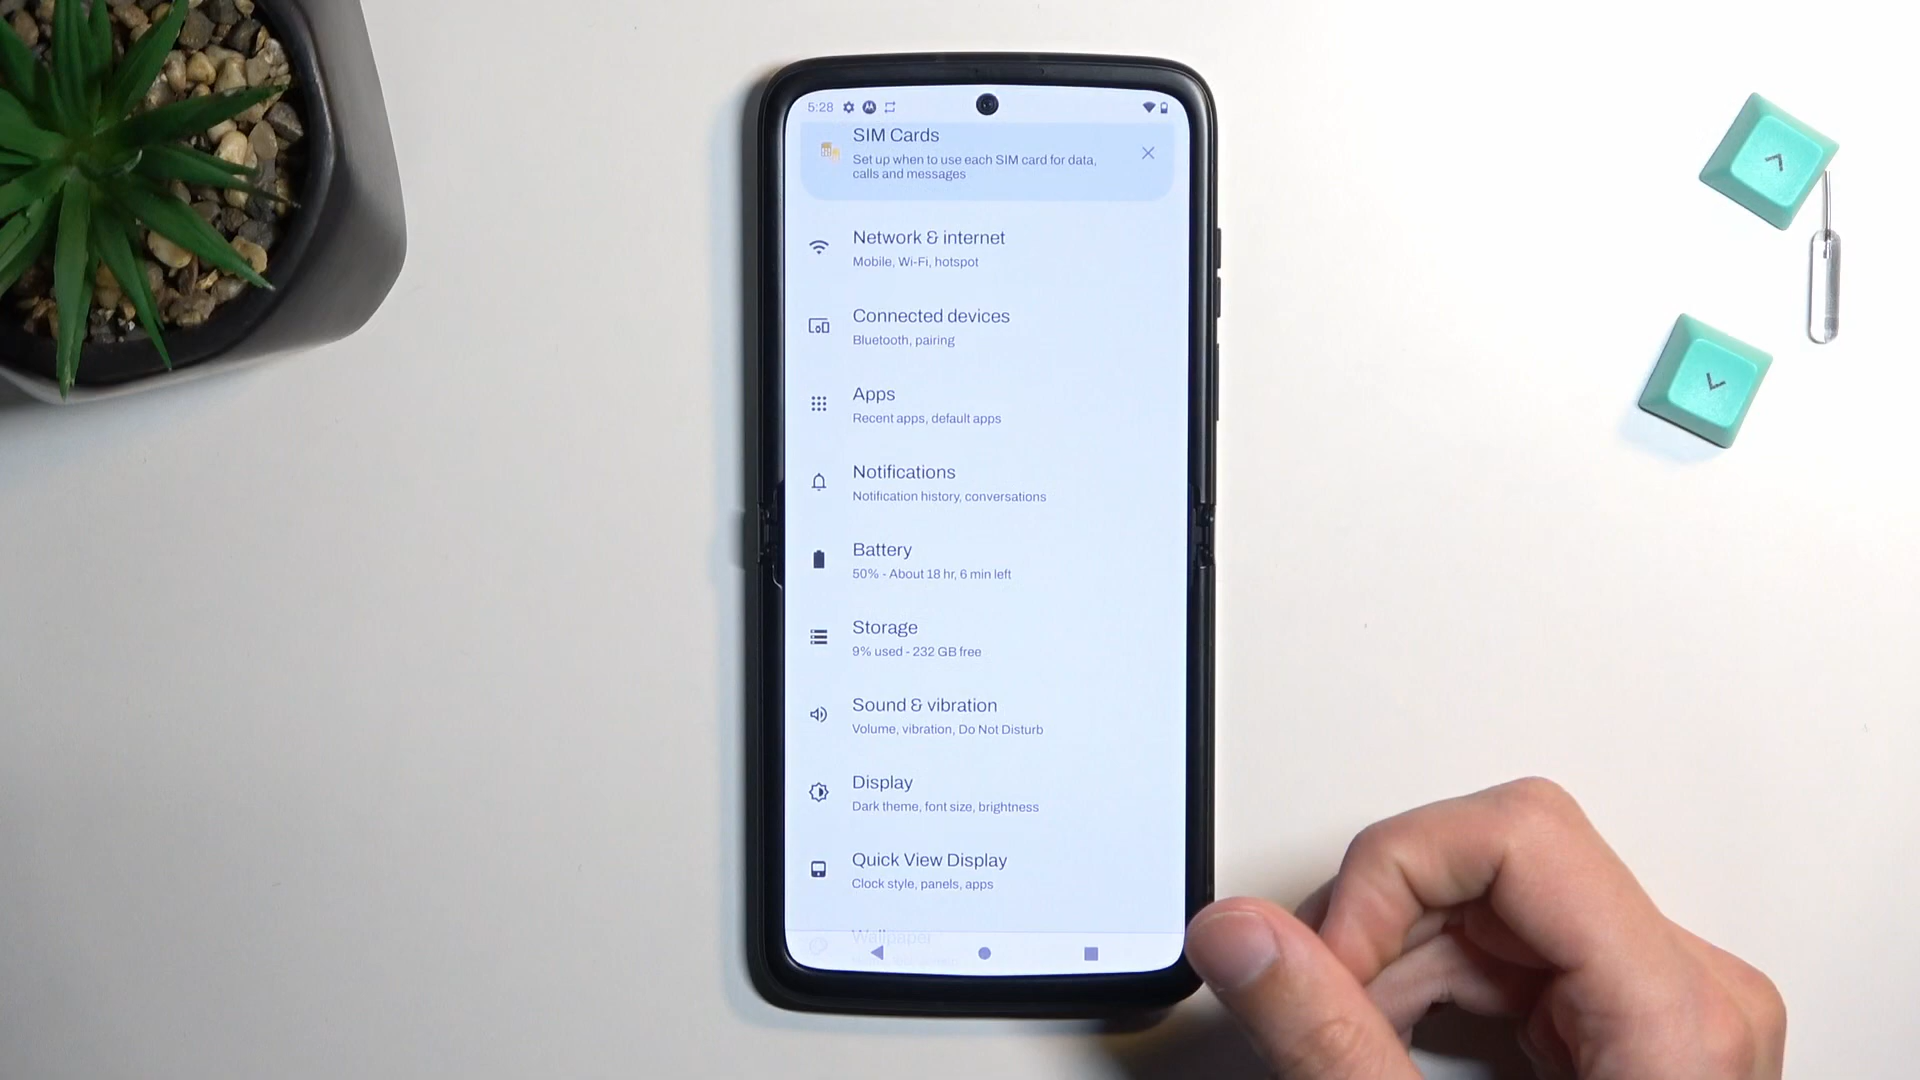 5:28
SIM Cards
Set up when to use each SIM card for data,
calls and messages
Network & internet
Mobile, Wi-Fi, hotspot
Connected devices
Bluetooth, pairing
Apps
Recent apps, default apps
Notifications
Notification history, conversations
Battery
50% - About 18 hr, 6 min left
Storage
9% used - 232 GB free
Sound & vibration
Volume, vibration, Do Not Disturb
Display
Dark theme, font size, brightness
Quick View Display
Clock style, panels, apps
Wallpaper